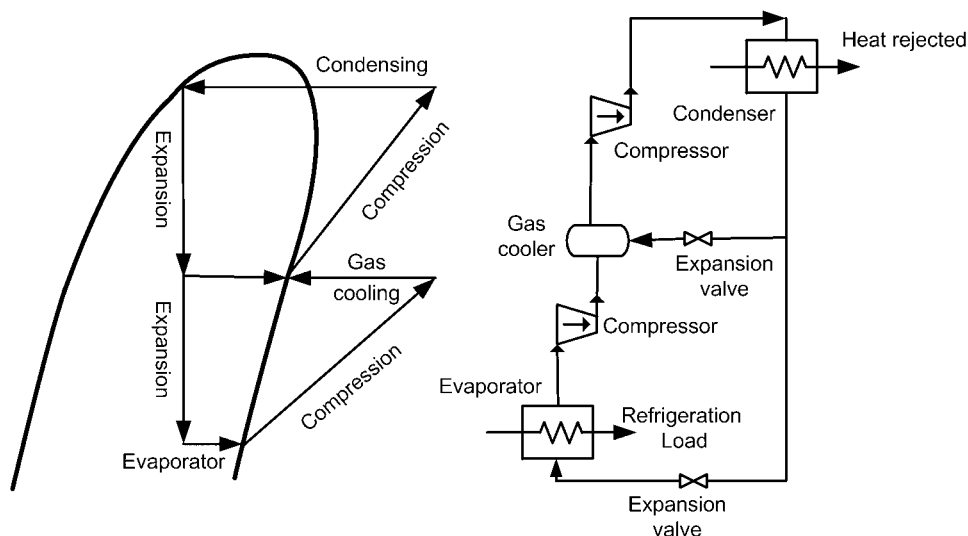 Condensing
Expansion
Compression
Gas
cooling
Expansion
Compression
Evaporator
Heat rejected
Condenser
Compressor
Gas
cooler
Expansion
valve
Compressor
Evaporator
Refrigeration
Load
Expansion
valve